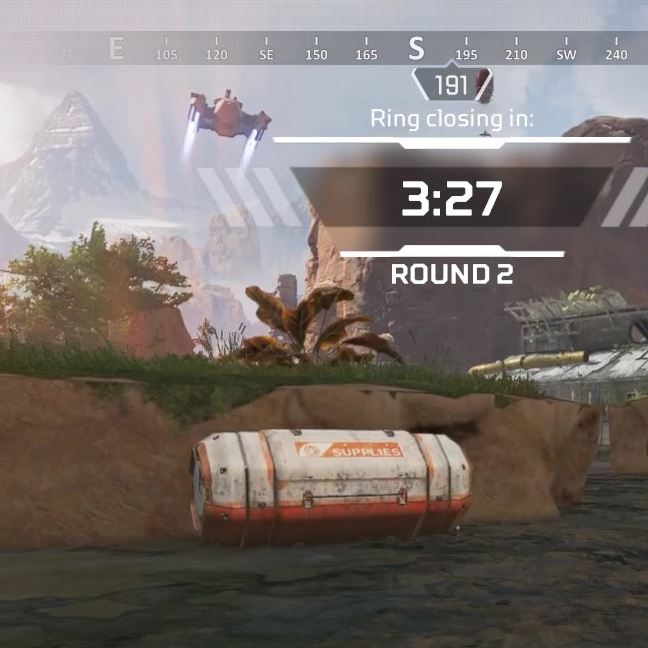 75 E 105 120 SE 150 165 S 195 210 SW 240
191
Ring closing in:
3:27
ROUND 2
SUPPLIES